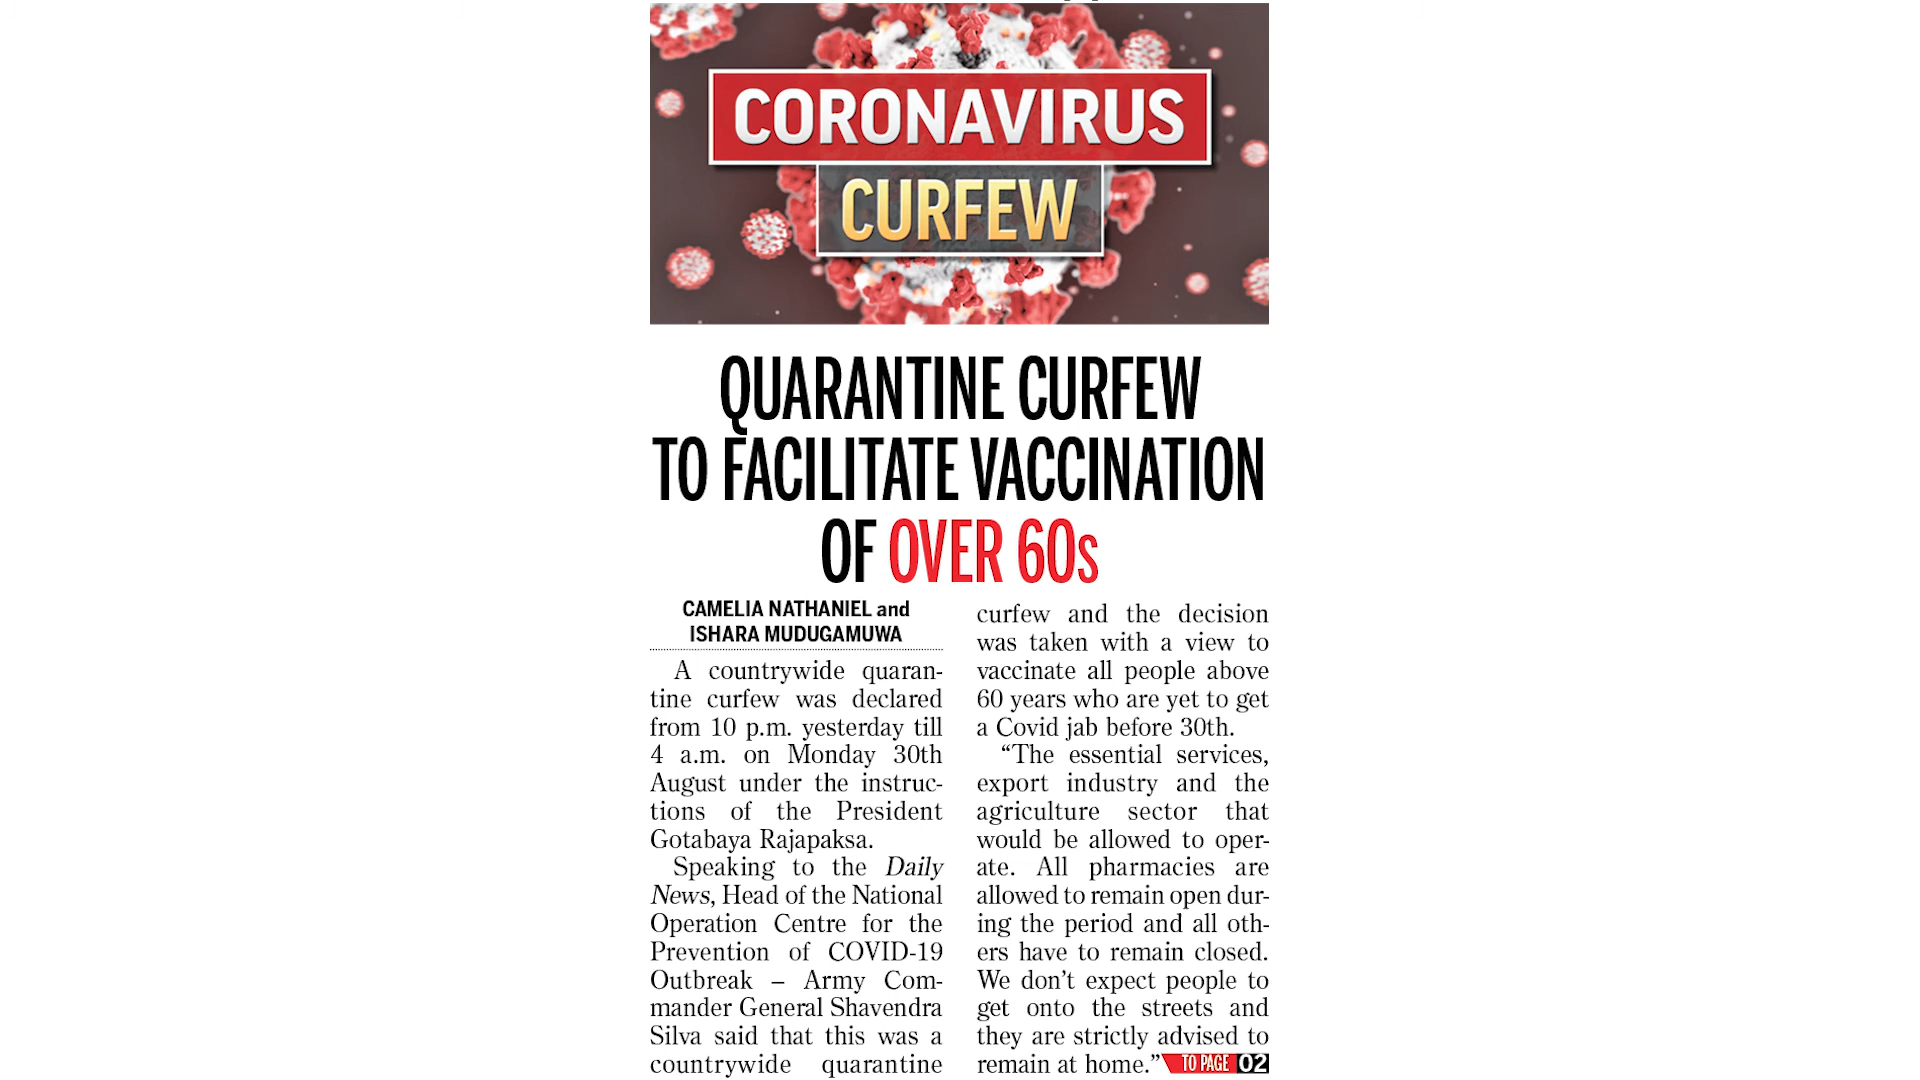 CORONAVIRUS
CURFEW
QUARANTINE CURFEW
TO FACILITATE VACCINATION
OF OVER 60s
CAMELIA NATHANIEL and
ISHARA MUDUGAMUWA
A countrywide quaran-
tine curfew was declared
from 10 p.m. yesterday till
4 a.m. on Monday 30th
August under the instruc-
tions of the President
Gotabaya Rajapaksa.
Speaking to the Daily
News, Head of the National
Operation Centre for the
Prevention of COVID-19
Outbreak – Army Com-
mander General Shavendra
Silva said that this was a
countrywide quarantine
curfew and the decision
was taken with a view to
vaccinate all people above
60 years who are yet to get
a Covid jab before 30th.
“The essential services,
export industry and the
agriculture sector that
would be allowed to oper-
ate. All pharmacies are
allowed to remain open dur-
ing the period and all oth-
ers have to remain closed.
We don’t expect people to
get onto the streets and
they are strictly advised to
remain at home.” TO PAGE 02